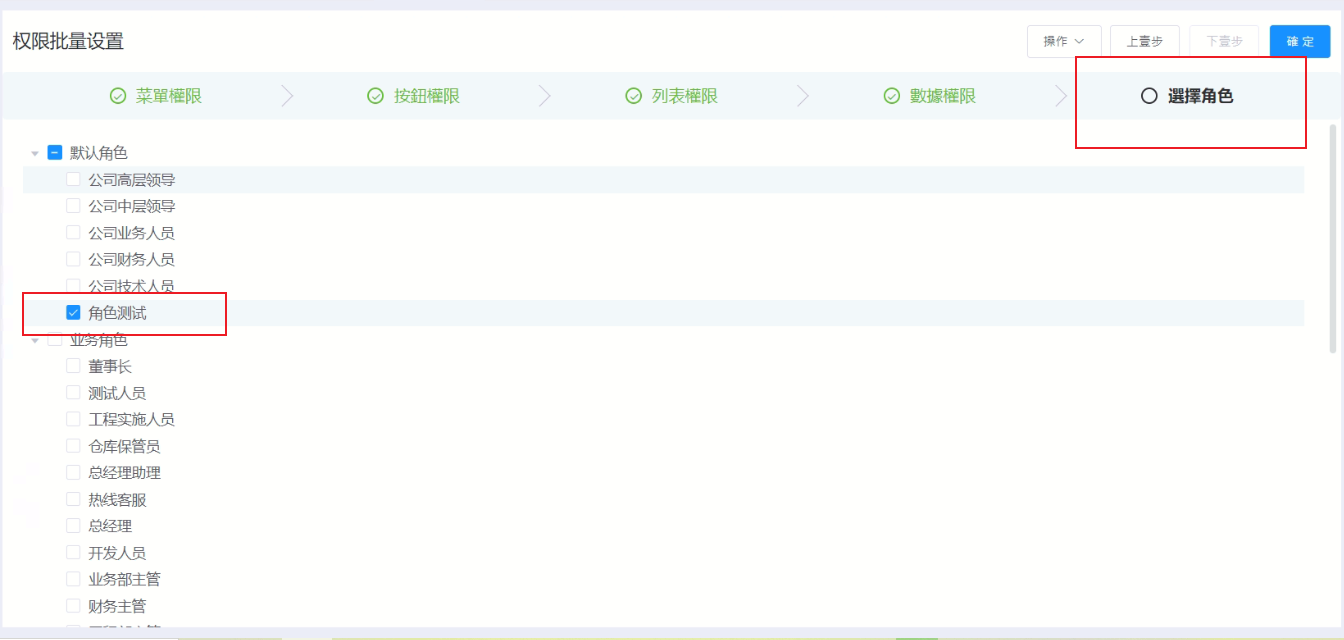 权限批量设置
操作 上壹步 下壹步 確定
菜單權限 按鈕權限 列表權限 數據權限 選擇角色
默认角色
公司高层领导
公司中层领导
公司业务人员
公司财务人员
公司技术人员
角色测试
业务角色
董事长
测试人员
工程实施人员
仓库保管员
总经理助理
热线客服
总经理
开发人员
业务部主管
财务主管